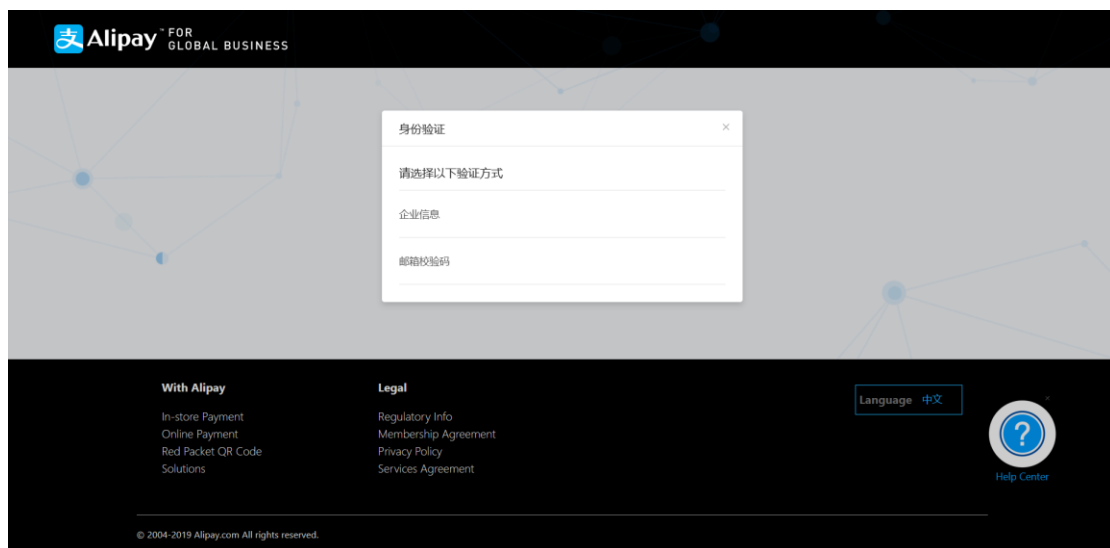 支 Alipay™ FOR
GLOBAL BUSINESS
身份验证 ×
请选择以下验证方式
企业信息
邮箱校验码
With Alipay
In-store Payment
Online Payment
Red Packet QR Code
Solutions
Legal
Regulatory Info
Membership Agreement
Privacy Policy
Services Agreement
Language 中文
×
?
Help Center
© 2004-2019 Alipay.com All rights reserved.